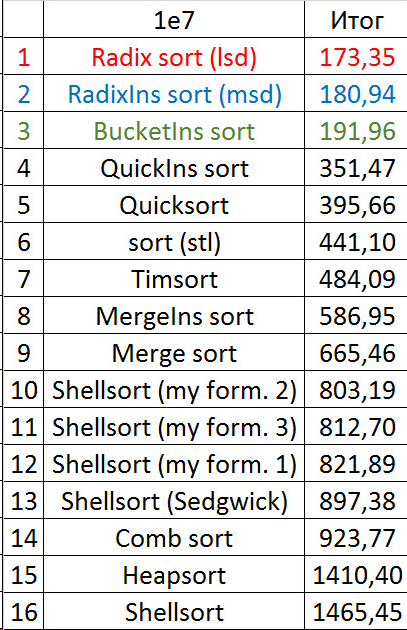 1e7 Итог
1 Radix sort (lsd) 173,35
2 RadixIns sort (msd) 180,94
3 BucketIns sort 191,96
4 QuickIns sort 351,47
5 Quicksort 395,66
6 sort (stl) 441,10
7 Timsort 484,09
8 MergeIns sort 586,95
9 Merge sort 665,46
10 Shellsort (my form. 2) 803,19
11 Shellsort (my form. 3) 812,70
12 Shellsort (my form. 1) 821,89
13 Shellsort (Sedgwick) 897,38
14 Comb sort 923,77
15 Heapsort 1410,40
16 Shellsort 1465,45